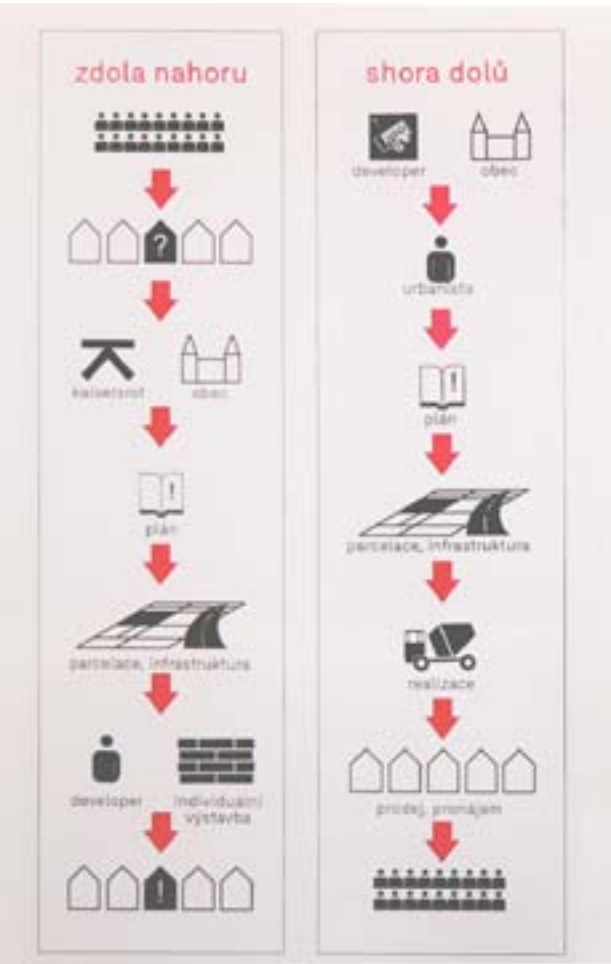 zdola nahoru
?
kaisersrot
obec
!
plán
parcelace, infrastruktura
developer
individuální
výstavba
!
shora dolů
developer
obec
urbanista
!
plán
parcelace, infrastruktura
realizace
prodej, pronájem